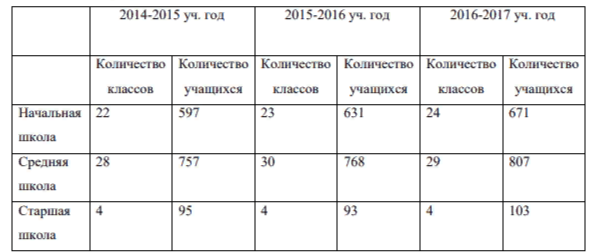 2014-2015 уч. год 2015-2016 уч. год 2016-2017 уч. год
Количество Количество Количество Количество Количество Количество
классов учащихся классов учащихся классов учащихся
Начальная 22 597 23 631 24 671
школа
Средняя 28 757 30 768 29 807
школа
Старшая 4 95 4 93 4 103
школа